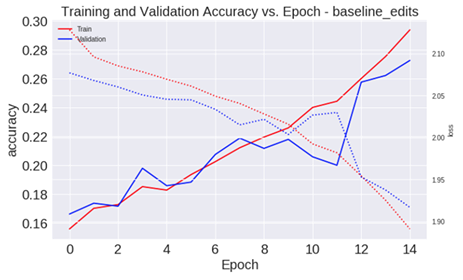 Training and Validation Accuracy vs. Epoch - baseline_edits
Train
Validation
accuracy
0.30
0.28
0.26
0.24
0.22
0.20
0.18
0.16
2.10
2.05
2.00
1.95
1.90
loss
0 2 4 6 8 10 12 14
Epoch